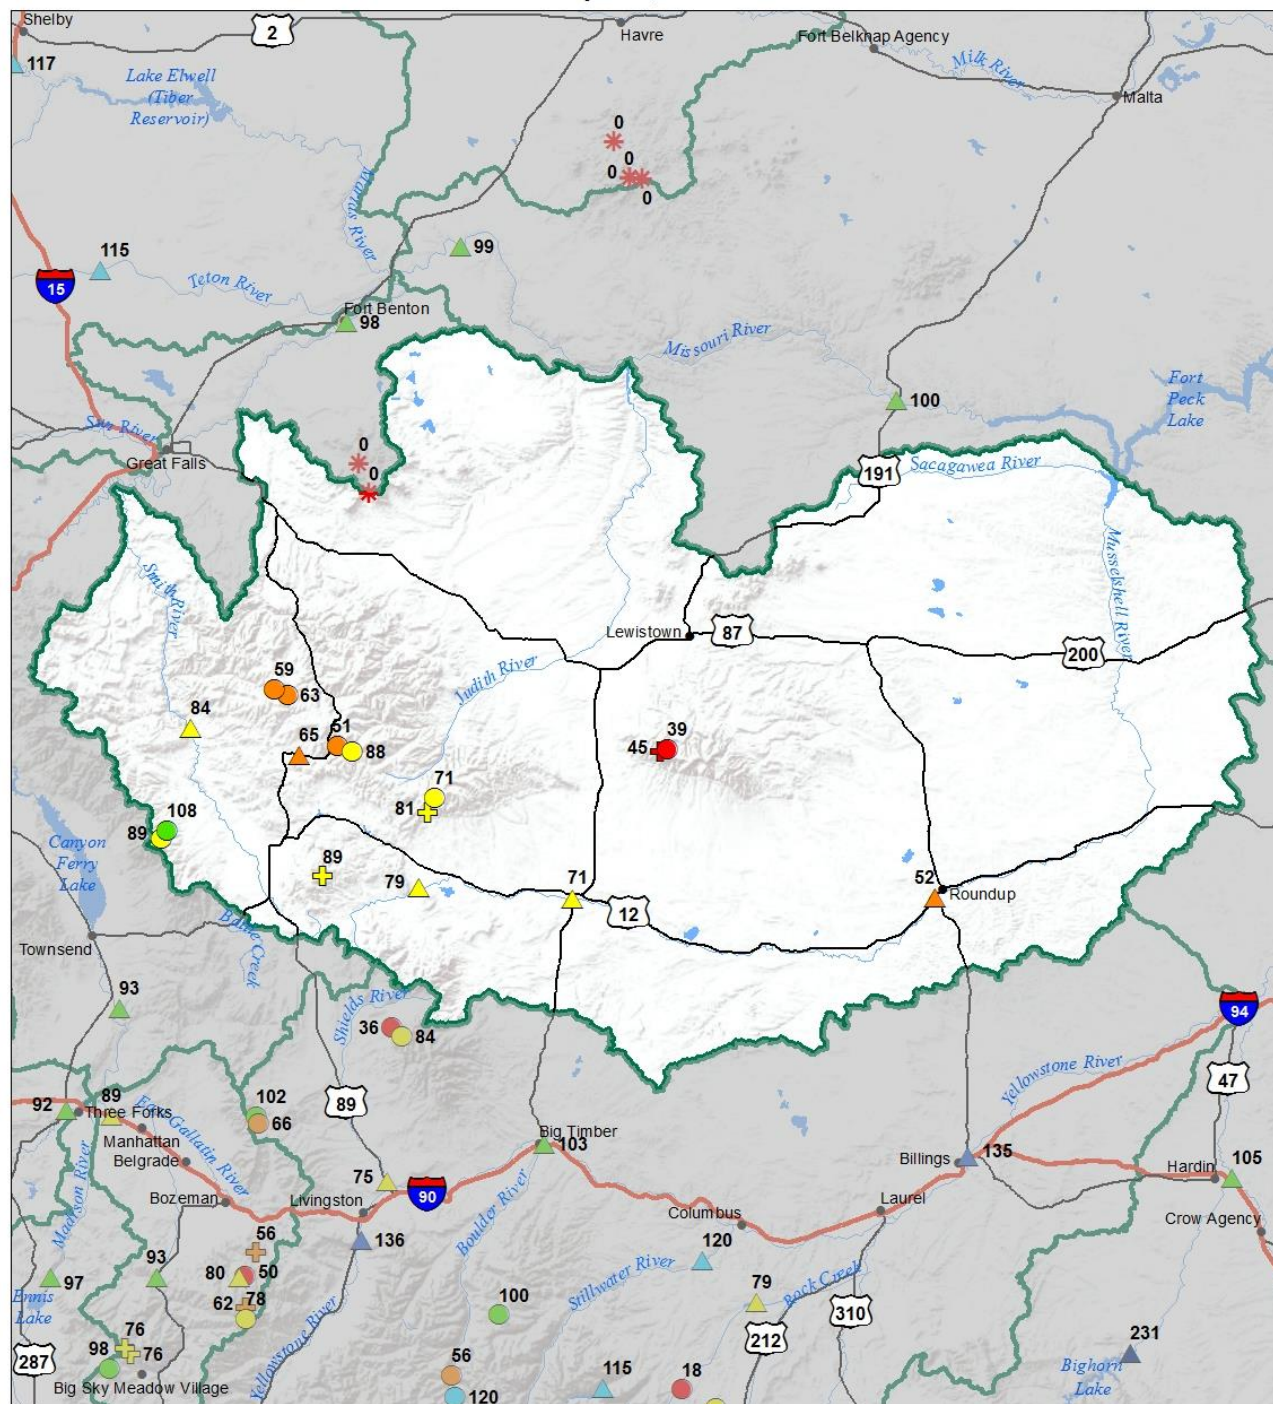 Shelby
2
Havre
Fort Belknap Agency
Milk River
Malta
117
Lake Elwell
(Tiber
Reservoir)
0
0
0
0
Marias River
115
99
Teton River
15
Fort Benton
98
Missouri River
Fort
Peck
Lake
100
Sun River
Great Falls
0
0
191
Sacagawea River
Smith River
Musselshell River
Lewistown
87
200
Judith River
59
63
84
65
51
88
39
45
71
81
108
89
Canyon
Ferry
Lake
89
79
71
52
Roundup
12
Townsend
Battle Creek
93
Shields River
36
84
94
Yellowstone River
47
102
66
89
92
89
Three Forks
Manhattan
Belgrade
East Gallatin River
Big Timber
103
Billings
135
Hardin
105
Madison River
Bozeman
75
Livingston
90
Boulder River
Columbus
Laurel
Crow Agency
56
136
93
97
80
50
120
Stillwater River
79
Rock Creek
Ennis
Lake
62
78
100
310
212
76
98
76
287
Yellowstone River
231
Bighorn
Lake
56
115
18
Big Sky Meadow Village
120